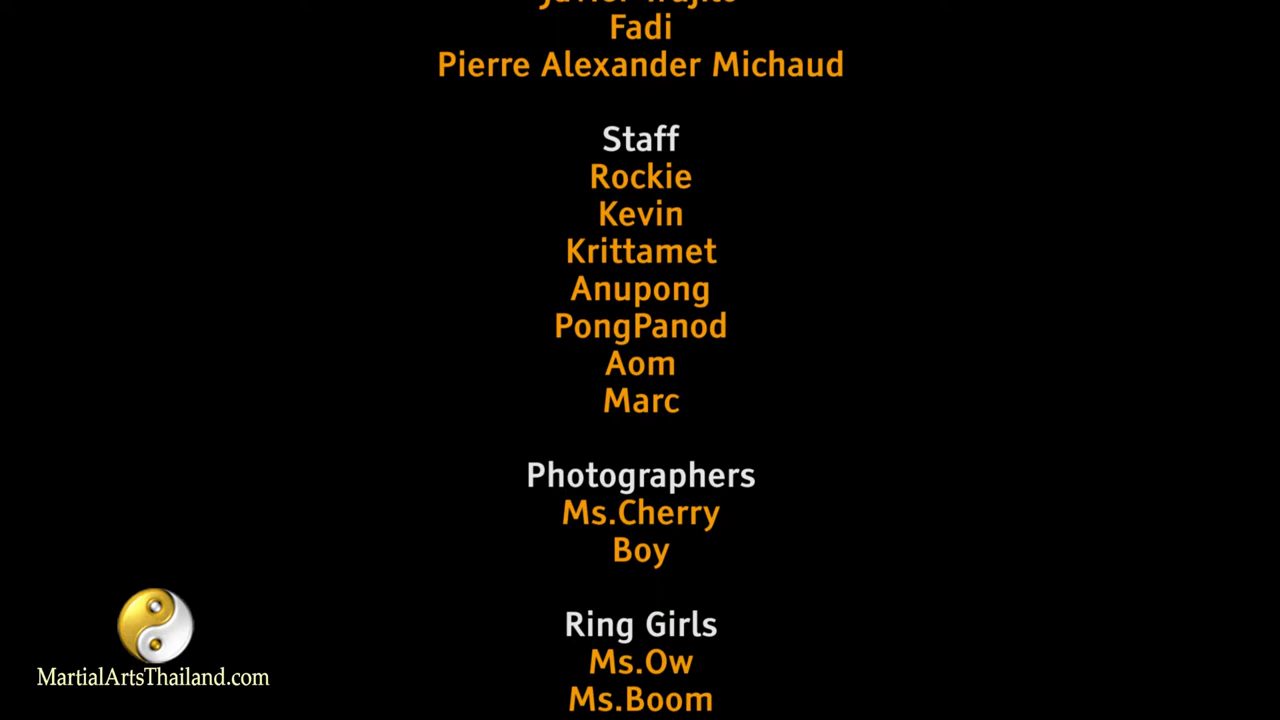 Fadi
Pierre Alexander Michaud
Staff
Rockie
Kevin
Krittamet
Anupong
PongPanod
Aom
Marc
Photographers
Ms.Cherry
Boy
Ring Girls
Ms.Ow
Ms.Boom
MartialArtsThailand.com